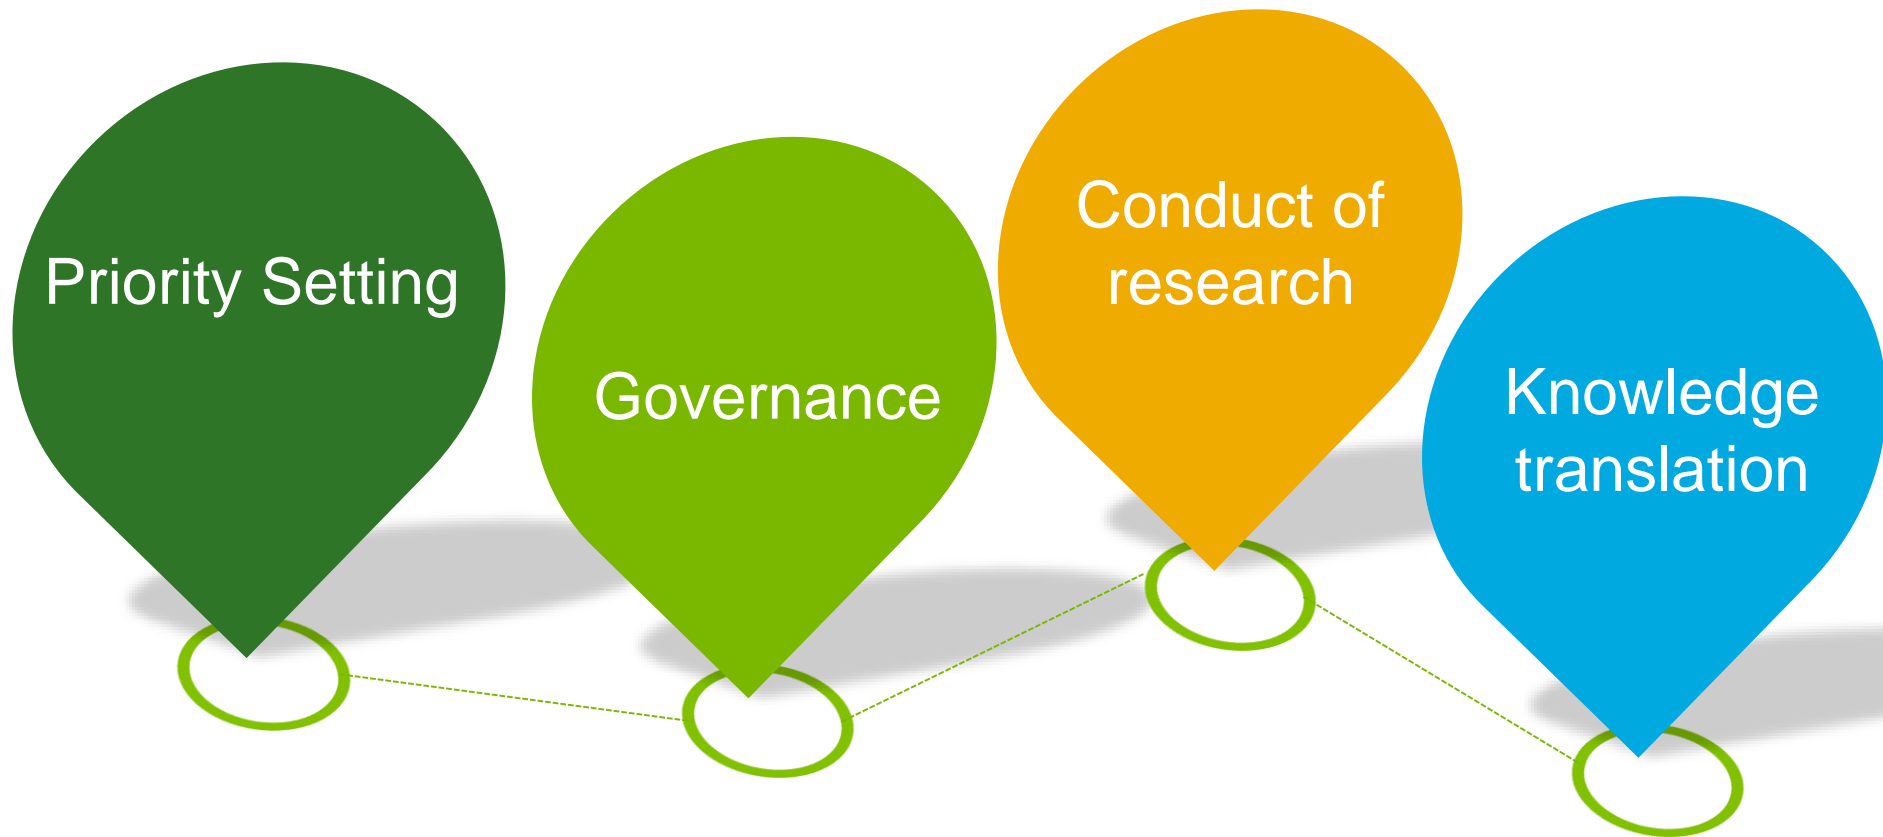 Priority Setting
Governance
Conduct of
research
Knowledge
translation